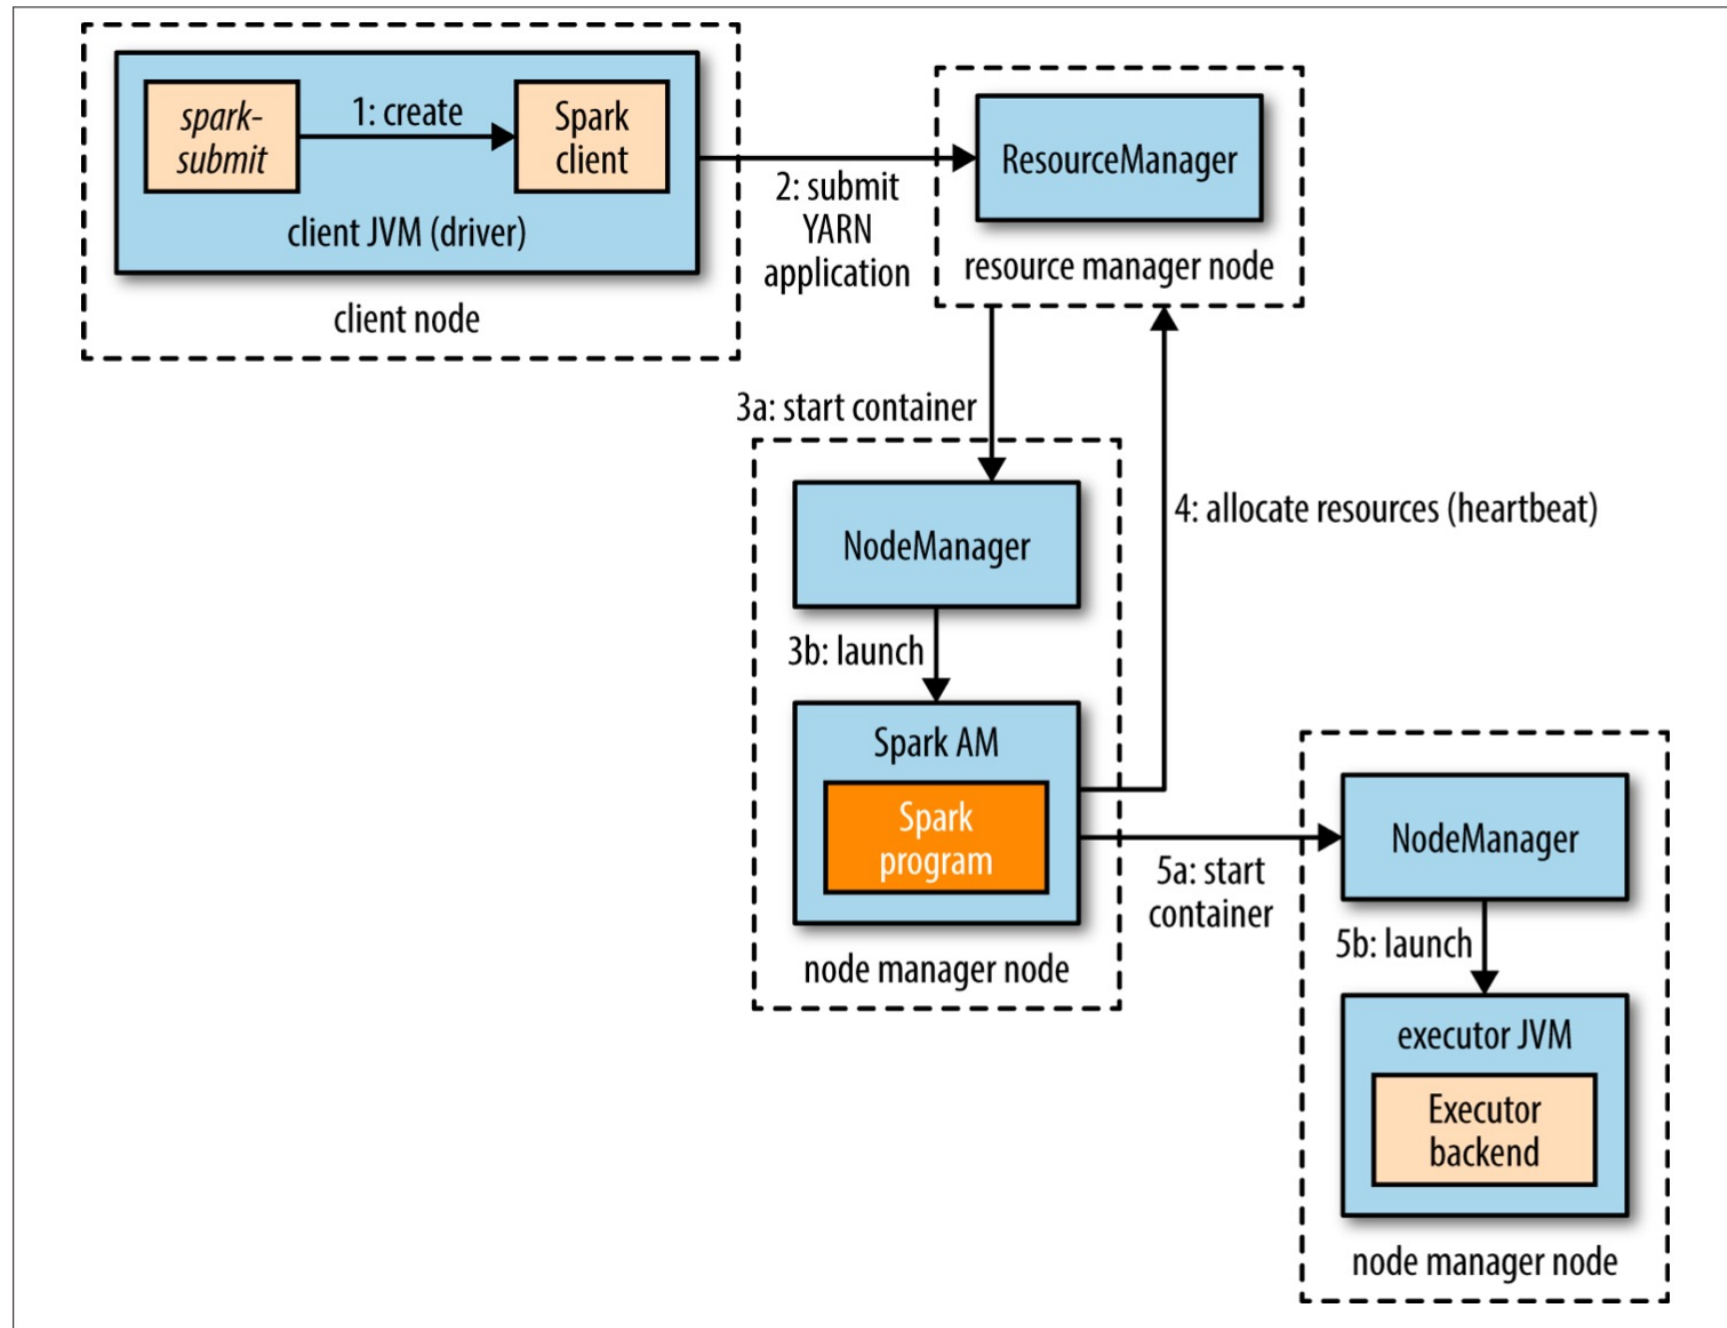 spark-
submit
1: create
Spark
client
client JVM (driver)
client node
2: submit
YARN
application
ResourceManager
resource manager node
3a: start container
NodeManager
3b: launch
Spark AM
Spark
program
node manager node
4: allocate resources (heartbeat)
5a: start
container
NodeManager
5b: launch
executor JVM
Executor
backend
node manager node